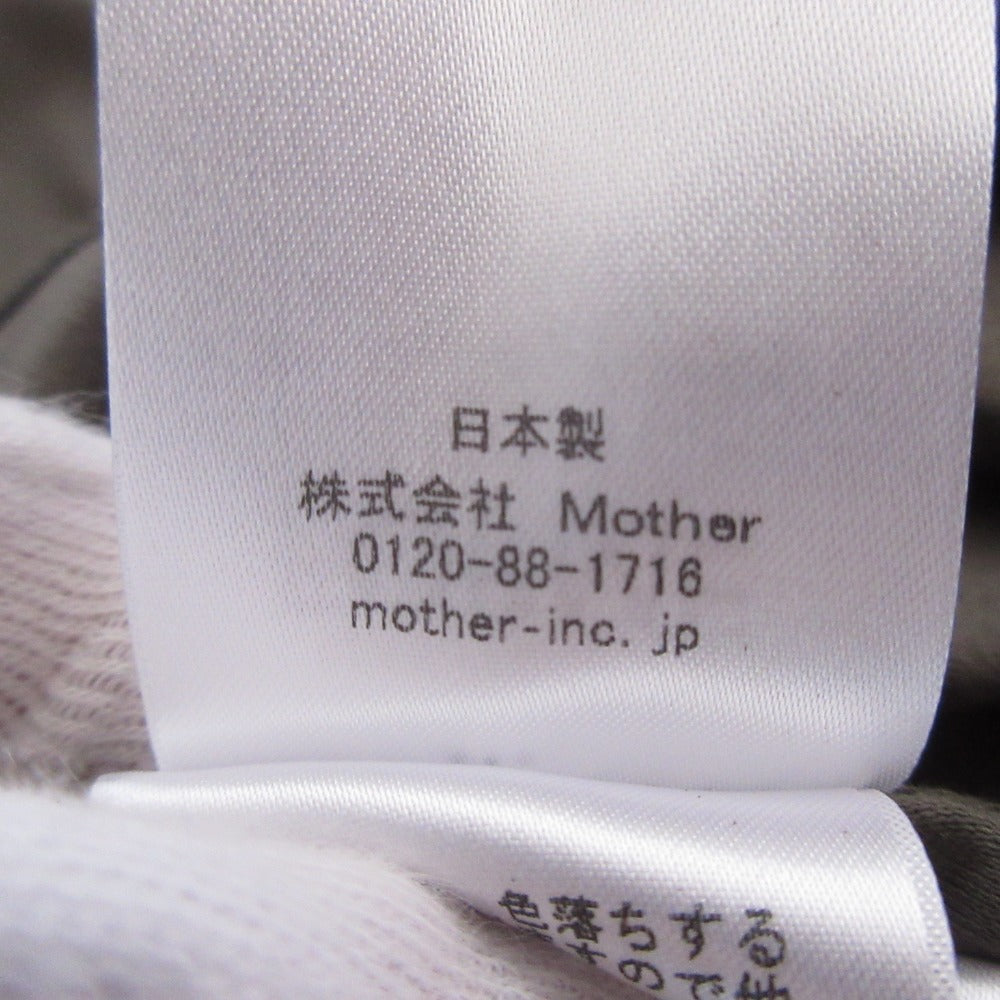 日本製
株式会社 Mother
0120-88-1716
mother-inc. jp
色落ちする